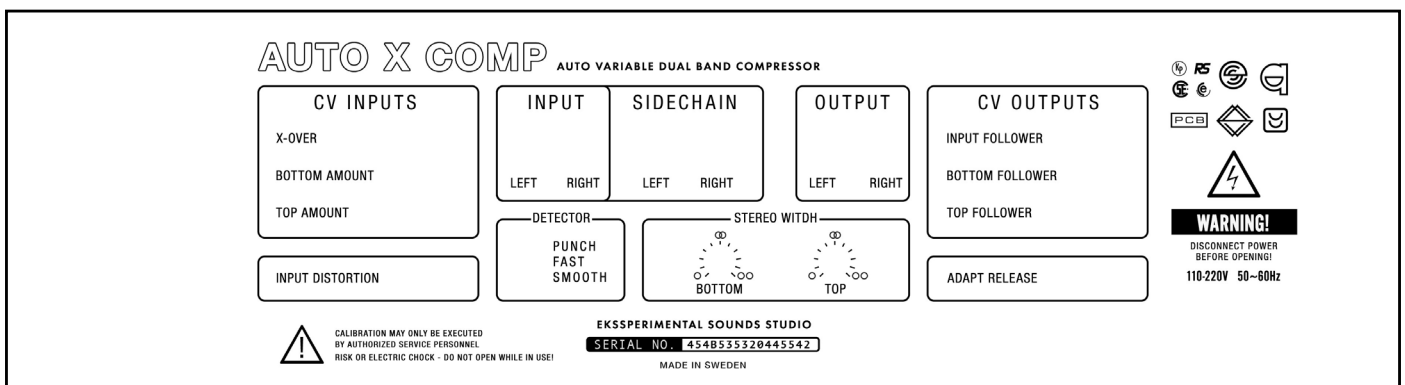 AUTO X COMP AUTO VARIABLE DUAL BAND COMPRESSOR
CV INPUTS
X-OVER
BOTTOM AMOUNT
TOP AMOUNT
INPUT DISTORTION
INPUT
LEFT RIGHT
SIDECHAIN
LEFT RIGHT
OUTPUT
LEFT RIGHT
DETECTOR
PUNCH
FAST
SMOOTH
STEREO WITDH
BOTTOM TOP
CV OUTPUTS
INPUT FOLLOWER
BOTTOM FOLLOWER
TOP FOLLOWER
ADAPT RELEASE
PCB
WARNING!
DISCONNECT POWER
BEFORE OPENING!
110-220V 50~60Hz
CALIBRATION MAY ONLY BE EXECUTED
BY AUTHORIZED SERVICE PERSONNEL
RISK OR ELECTRIC CHOCK - DO NOT OPEN WHILE IN USE!
EKSSPERIMENTAL SOUNDS STUDIO
SERIAL NO. 454B535320445542
MADE IN SWEDEN